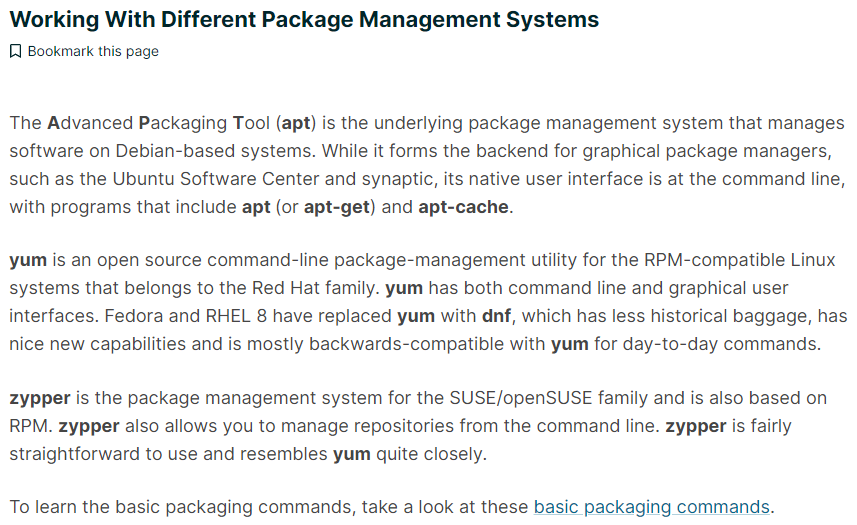 Working With Different Package Management Systems
Bookmark this page
The Advanced Packaging Tool (apt) is the underlying package management system that manages
software on Debian-based systems. While it forms the backend for graphical package managers,
such as the Ubuntu Software Center and synaptic, its native user interface is at the command line,
with programs that include apt (or apt-get) and apt-cache.
yum is an open source command-line package-management utility for the RPM-compatible Linux
systems that belongs to the Red Hat family. yum has both command line and graphical user
interfaces. Fedora and RHEL 8 have replaced yum with dnf, which has less historical baggage, has
nice new capabilities and is mostly backwards-compatible with yum for day-to-day commands.
zypper is the package management system for the SUSE/openSUSE family and is also based on
RPM. zypper also allows you to manage repositories from the command line. zypper is fairly
straightforward to use and resembles yum quite closely.
To learn the basic packaging commands, take a look at these basic packaging commands.